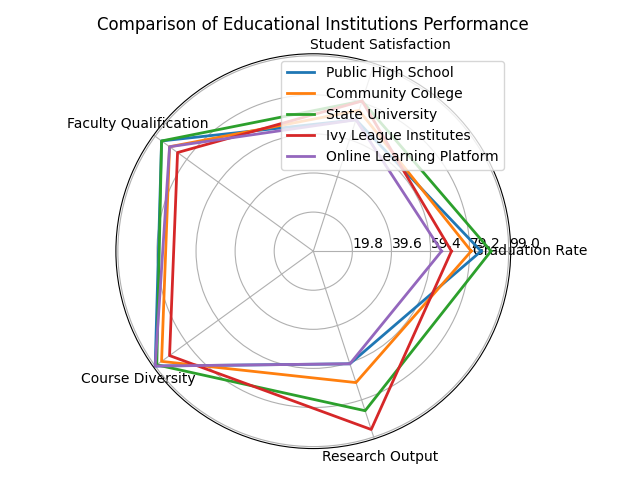 Comparison of Educational Institutions Performance
Student Satisfaction
Public High School
Community College
State University
Ivy League Institutes
Online Learning Platform
Faculty Qualification
19.8 39.6 59.4 79.2 99.0
Graduation Rate
Course Diversity
Research Output